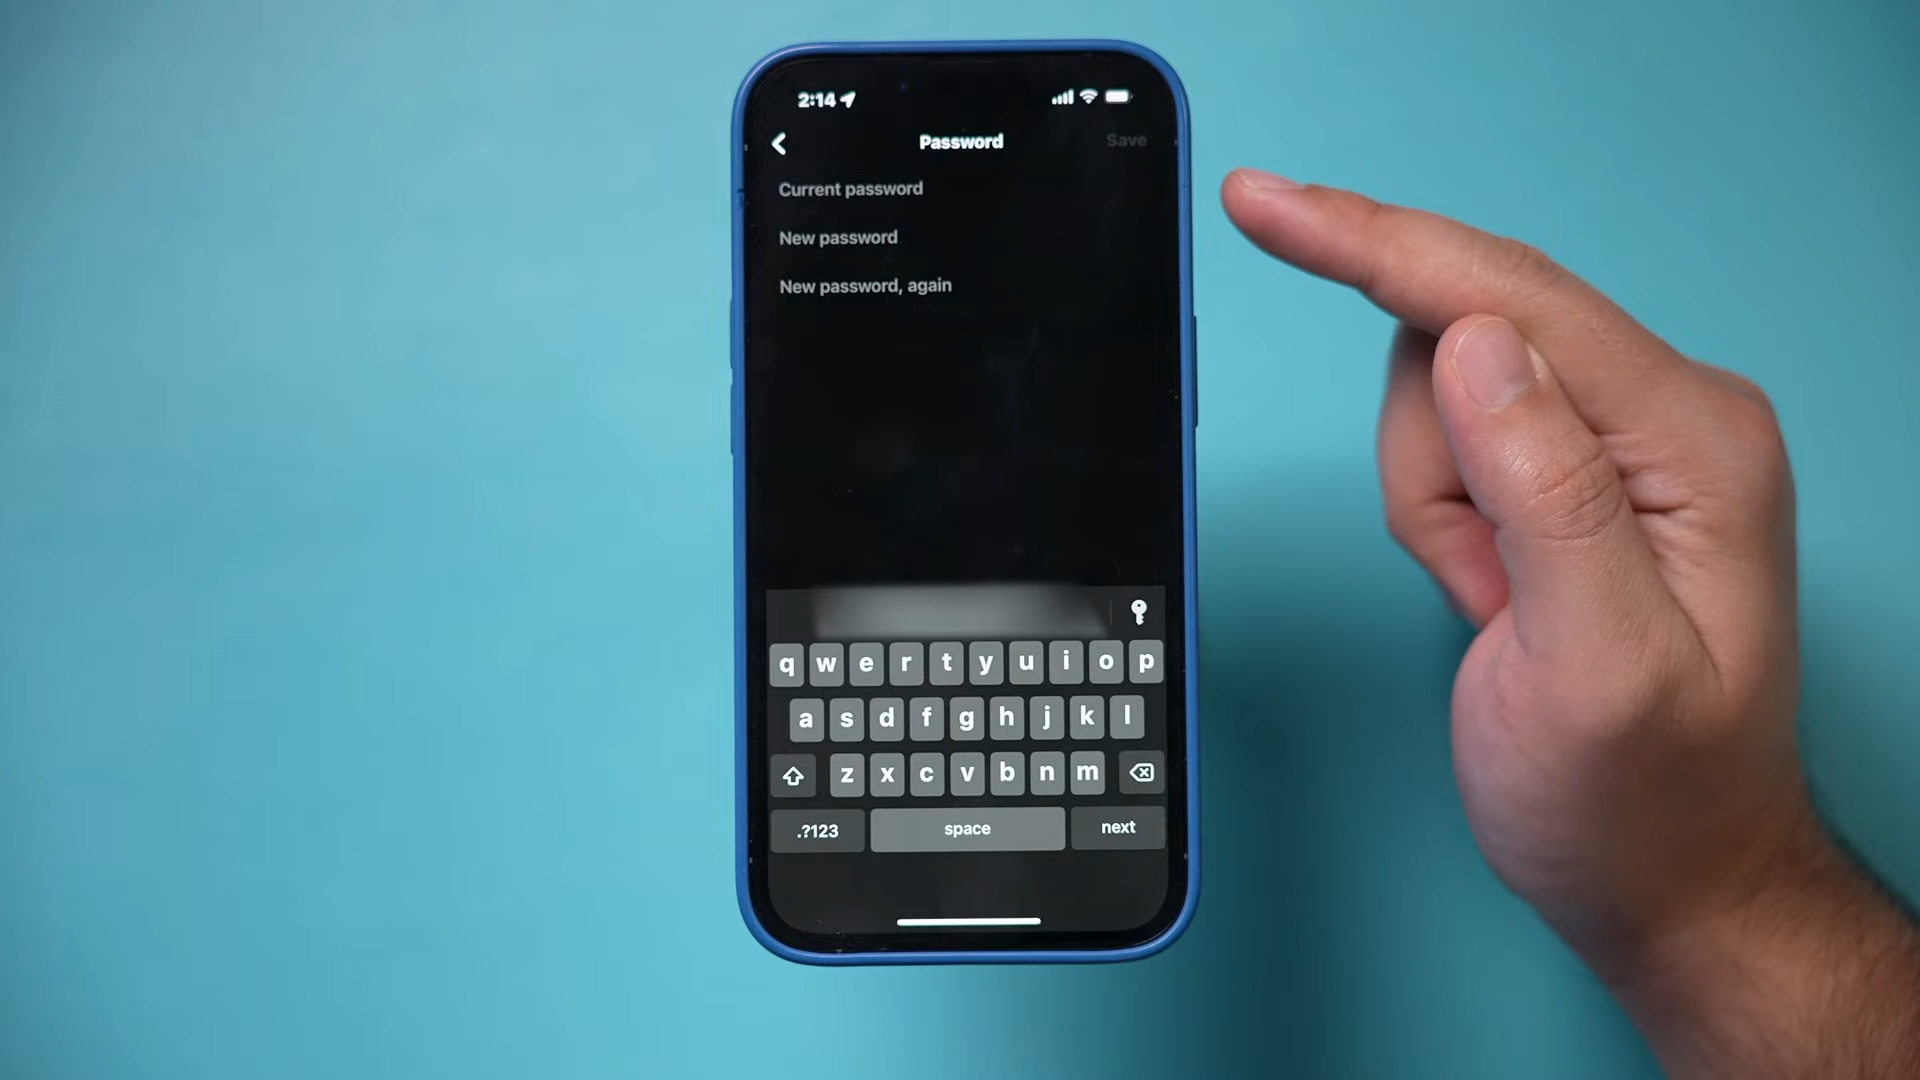 2:14
Password Save
Current password
New password
New password, again
q w e r t y u i o p
a s d f g h j k l
z x c v b n m
.?123 space next